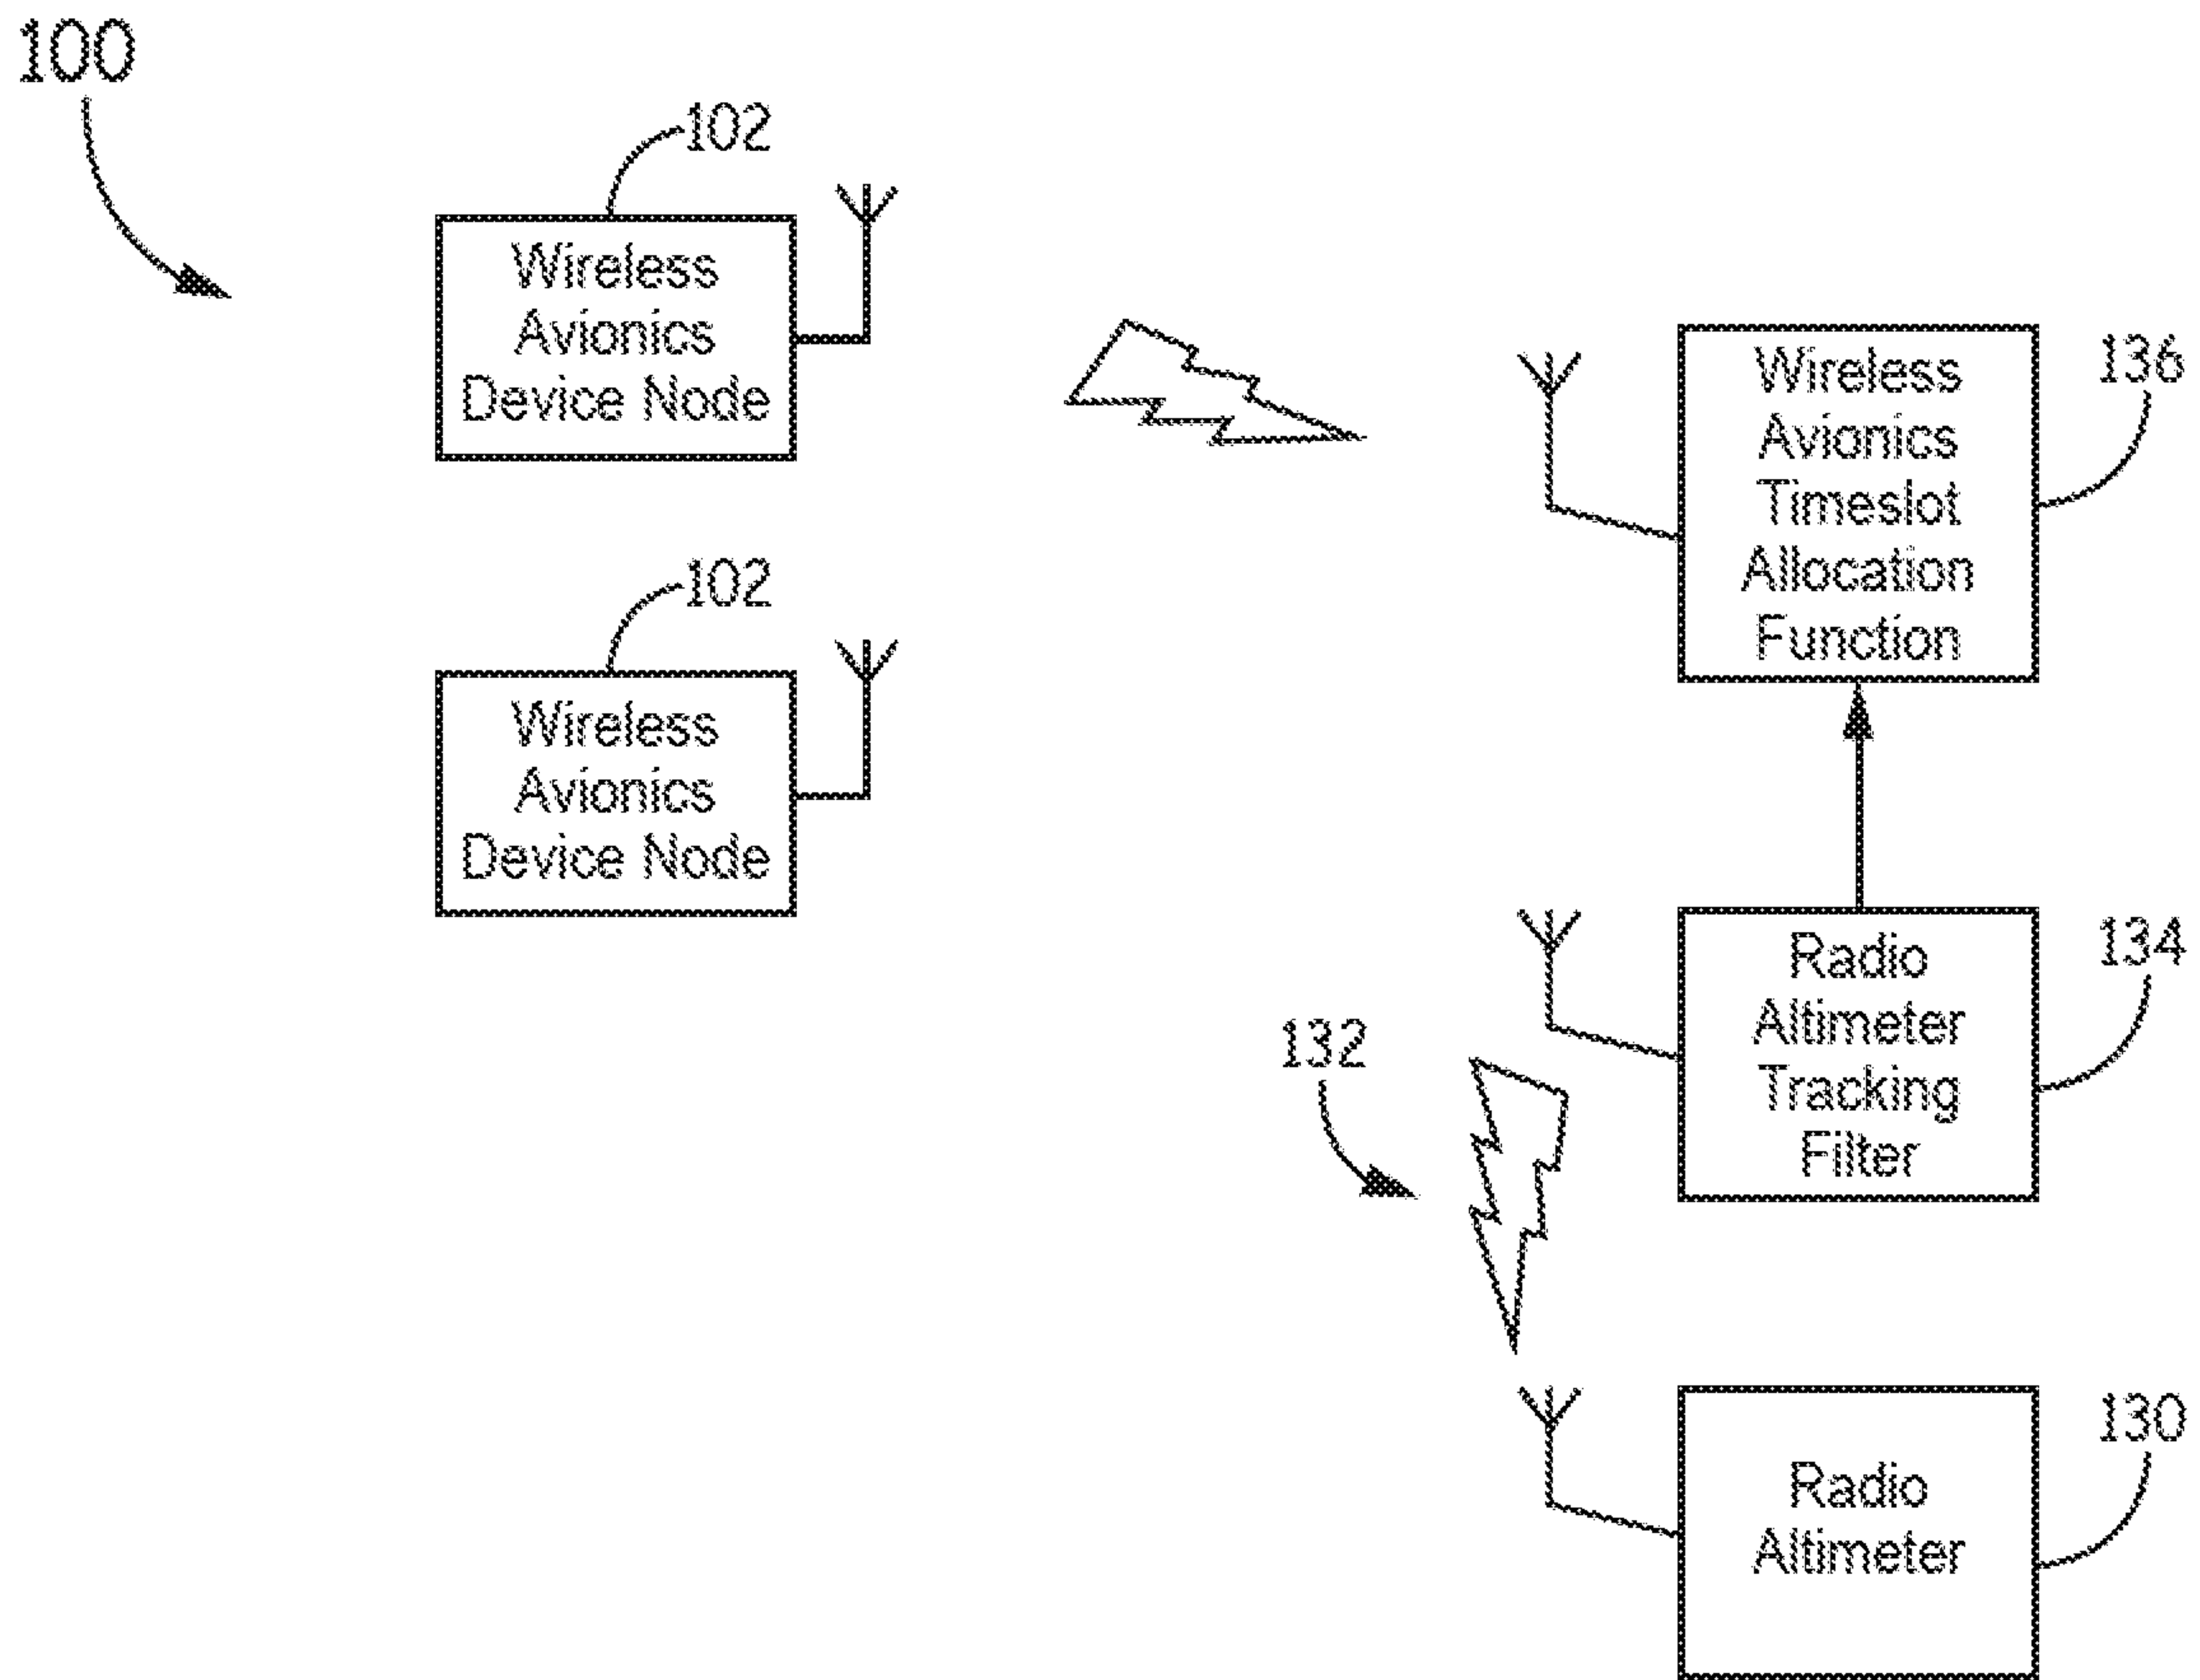 100
102
Wireless
Avionics
Device Node
102
Wireless
Avionics
Device Node
136
Wireless
Avionics
Timeslot
Allocation
Function
134
Radio
Altimeter
Tracking
Filter
132
130
Radio
Altimeter